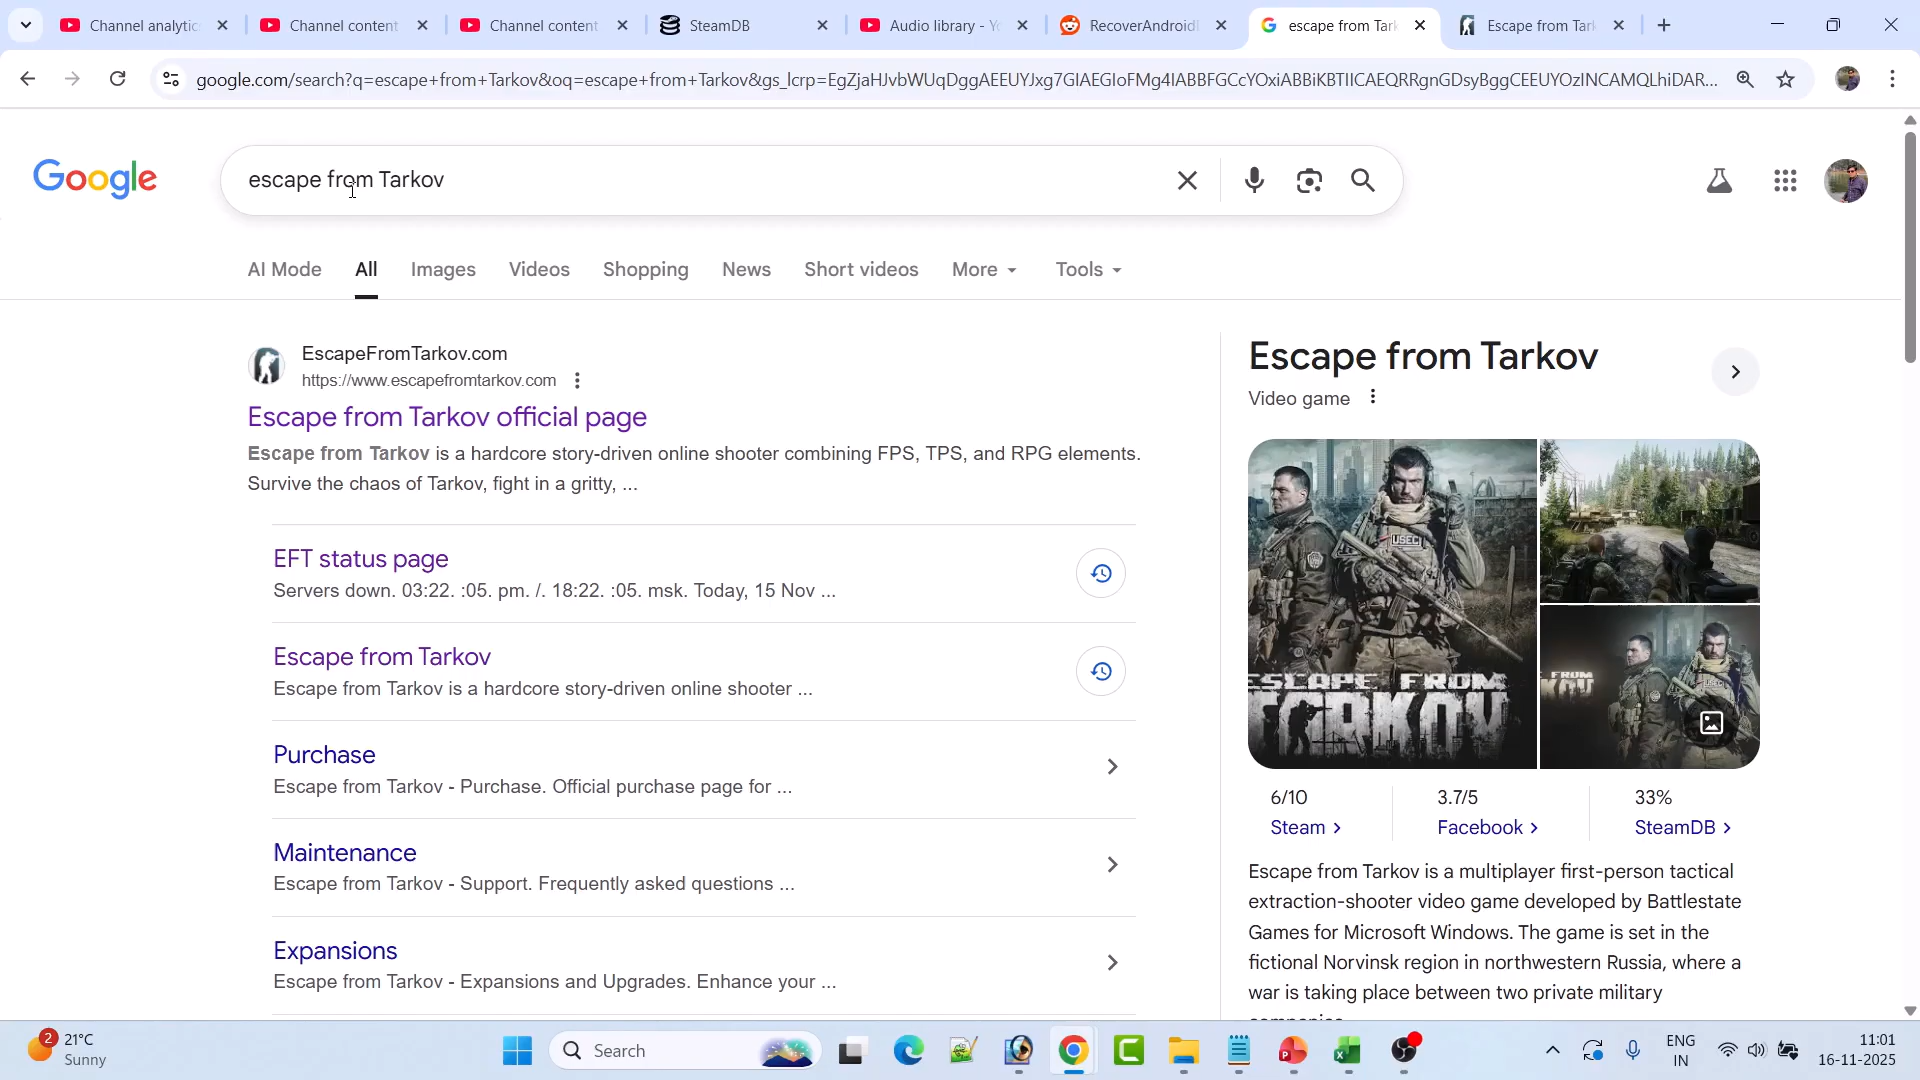 Channel analytics
Channel content
Channel content
SteamDB
Audio library - Yo
RecoverAndroidD
escape from Tark
Escape from Tark
google.com/search?q=escape+from+Tarkov&oq=escape+from+Tarkov&gs_lcrp=EgZjaHJvbWUqDggAEEUYJxg7GIAEGIoFMg4IABBFGCcYOxiABBiKBTIICAEQRRgnGDsyBggCEEUYOzINCAMQLhiDAR...
Google
escape from Tarkov
AI Mode
All
Images
Videos
Shopping
News
Short videos
More
Tools
EscapeFromTarkov.com
https://www.escapefromtarkov.com
Escape from Tarkov official page
Escape from Tarkov is a hardcore story-driven online shooter combining FPS, TPS, and RPG elements.
Survive the chaos of Tarkov, fight in a gritty, ...
EFT status page
Servers down. 03:22. :05. pm. /. 18:22. :05. msk. Today, 15 Nov ...
Escape from Tarkov
Escape from Tarkov is a hardcore story-driven online shooter ...
Purchase
Escape from Tarkov - Purchase. Official purchase page for ...
Maintenance
Escape from Tarkov - Support. Frequently asked questions ...
Expansions
Escape from Tarkov - Expansions and Upgrades. Enhance your ...
Escape from Tarkov
Video game
USEC
ESCAPE FROM
TARKOV
FROM
KOV
6/10
Steam
3.7/5
Facebook
33%
SteamDB
Escape from Tarkov is a multiplayer first-person tactical
extraction-shooter video game developed by Battlestate
Games for Microsoft Windows. The game is set in the
fictional Norvinsk region in northwestern Russia, where a
war is taking place between two private military
companies
2
21°C
Sunny
Search
ENG
IN
11:01
16-11-2025